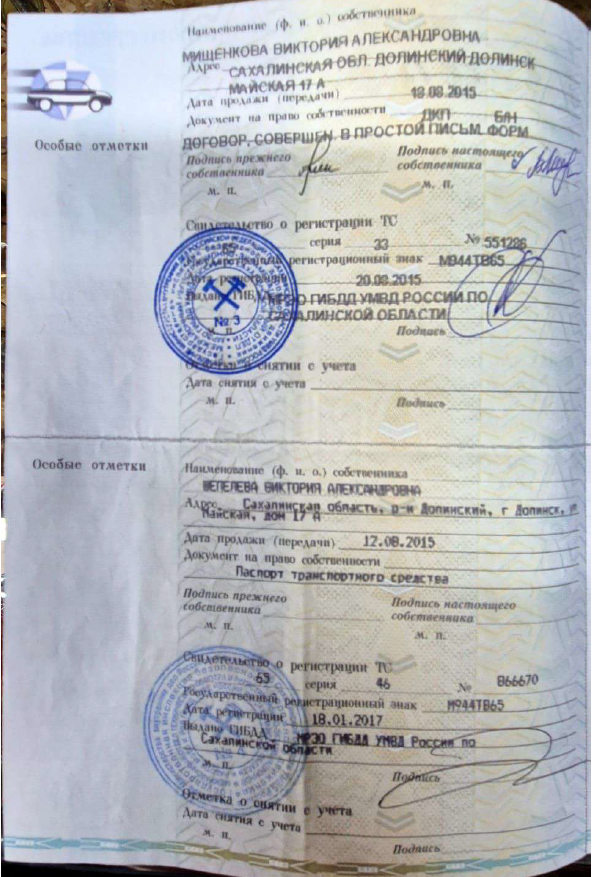 Наименование (ф. и. о.) собственника
МИЩЕНКОВА ВИКТОРИЯ АЛЕКСАНДРОВНА
Адрес САХАЛИНСКАЯ ОБЛ. ДОЛИНСКИЙ ДОЛИНСК
МАЙСКАЯ 17 А
Дата продажи (передачи) 18.08.2015
Документ на право собственности ДКП Б/Н
Особые отметки
ДОГОВОР, СОВЕРШЕН. В ПРОСТОЙ ПИСЬМ. ФОРМ
Подпись прежнего собственника
Подпись настоящего собственника
м. п.
м. п.
Свидетельство о регистрации ТС
65 серия 33 № 551286
Государственный регистрационный знак М944ТВ65
Дата регистрации 20.08.2015
Выдано ГИБДД МРЭО ГИБДД УМВД РОССИИ ПО
САХАЛИНСКОЙ ОБЛАСТИ
№ 3
м. п.
Подпись
Отметка о снятии с учета
Дата снятия с учета
м. п.
Подпись
Особые отметки
Наименование (ф. и. о.) собственника
ШЕПЕЛЕВА ВИКТОРИЯ АЛЕКСАНДРОВНА
Адрес Сахалинская область, р-н Долинский, г Долинск, ул
Майская, дом 17 А
Дата продажи (передачи) 12.08.2015
Документ на право собственности
Паспорт транспортного средства
Подпись прежнего собственника
Подпись настоящего собственника
м. п.
м. п.
Свидетельство о регистрации ТС
65 серия 46 № 866670
Государственный регистрационный знак М944ТВ65
Дата регистрации 18.01.2017
Выдано ГИБДД МРЭО ГИБДД УМВД России по
Сахалинской области
м. п.
Подпись
Отметка о снятии с учета
Дата снятия с учета
м. п.
Подпись